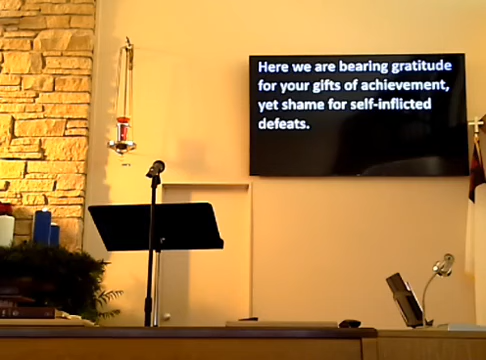 Here we are bearing gratitude
for your gifts of achievement,
yet shame for self-inflicted
defeats.